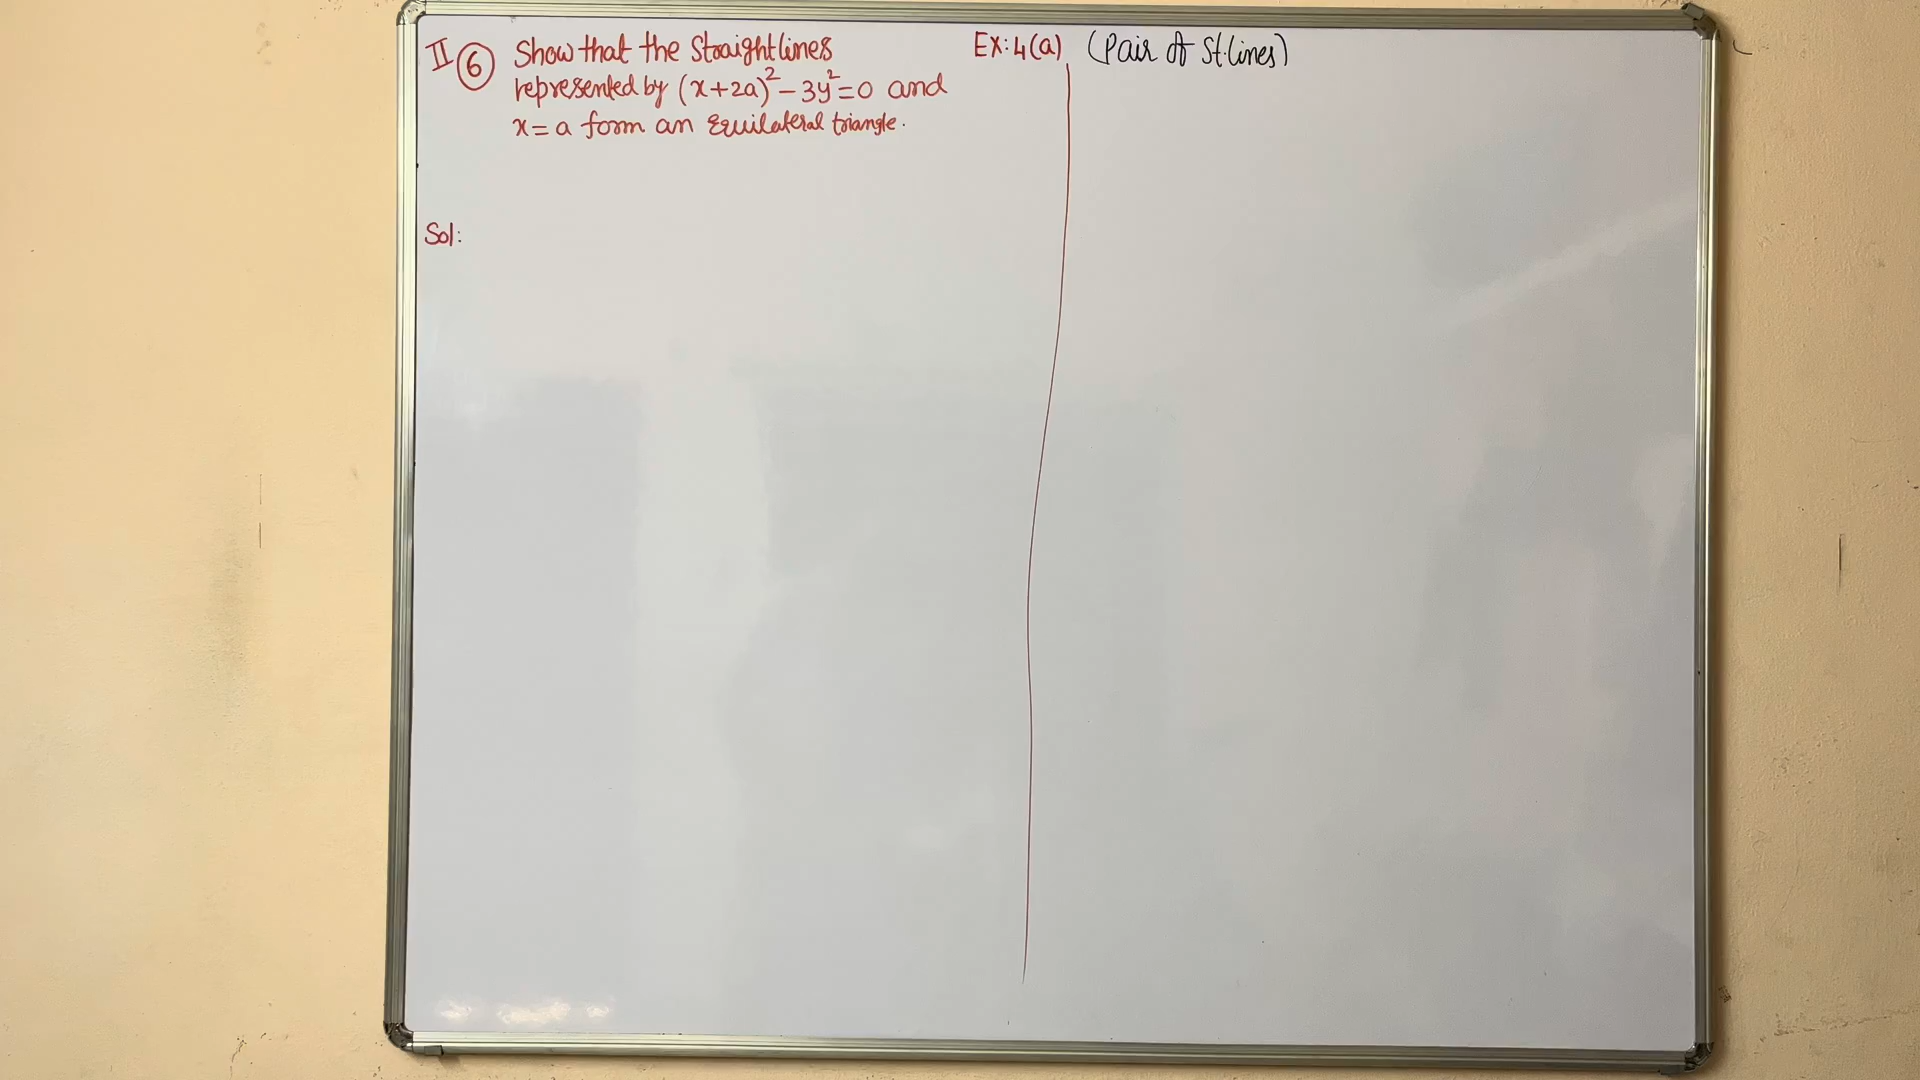 II ⑥ Show that the Straight lines
represented by (x+2a)²-3y²=0 and
x=a form an Equilateral triangle.
Sol:
Ex: 4(a) (Pair of St. lines)